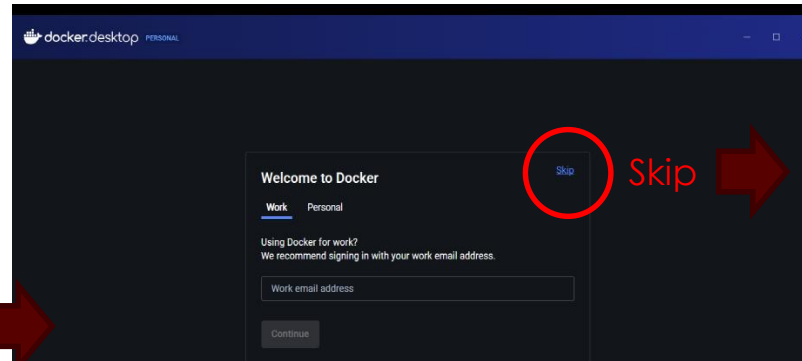 docker.desktop PERSONAL
Welcome to Docker
Skip
Skip
Work Personal
Using Docker for work?
We recommend signing in with your work email address.
Work email address
Continue